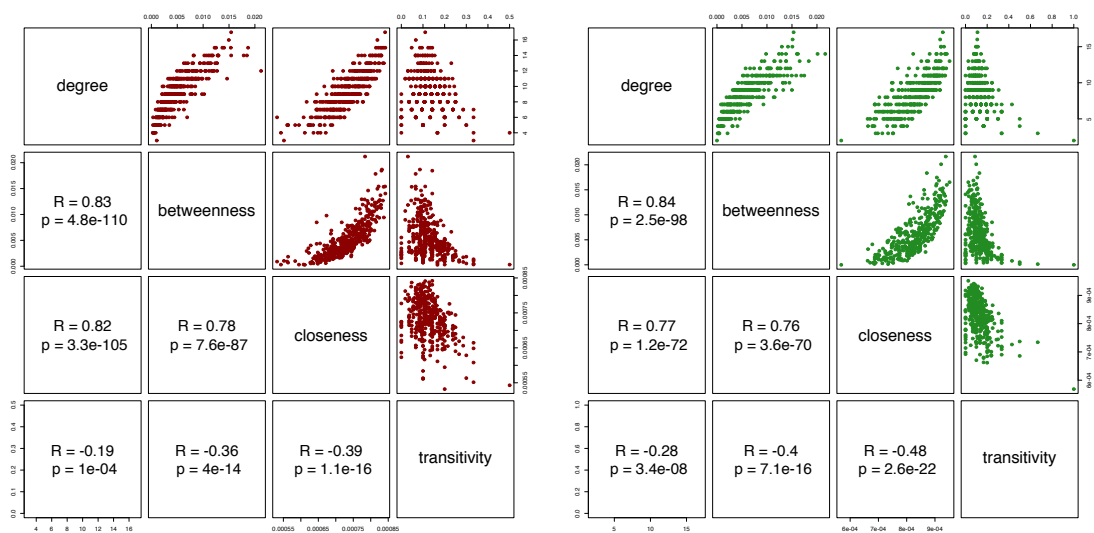 0.000 0.005 0.010 0.015 0.020
0.0 0.1 0.2 0.3 0.4 0.5
degree
4 6 8 10 12 14 16
0.000 0.005 0.010 0.015 0.020
R = 0.83
p = 4.8e-110
betweenness
R = 0.82
p = 3.3e-105
R = 0.78
p = 7.6e-87
closeness
0.00055 0.00065 0.00075 0.00085
0.0 0.1 0.2 0.3 0.4 0.5
R = -0.19
p = 1e-04
R = -0.36
p = 4e-14
R = -0.39
p = 1.1e-16
transitivity
4 6 8 10 12 14 16
0.00055 0.00065 0.00075 0.00085
0.000 0.005 0.010 0.015 0.020
0.0 0.2 0.4 0.6 0.8 1.0
degree
5 10 15
0.000 0.005 0.010 0.015 0.020
R = 0.84
p = 2.5e-98
betweenness
R = 0.77
p = 1.2e-72
R = 0.76
p = 3.6e-70
closeness
6e-04 7e-04 8e-04 9e-04
0.0 0.2 0.4 0.6 0.8 1.0
R = -0.28
p = 3.4e-08
R = -0.4
p = 7.1e-16
R = -0.48
p = 2.6e-22
transitivity
5 10 15
6e-04 7e-04 8e-04 9e-04